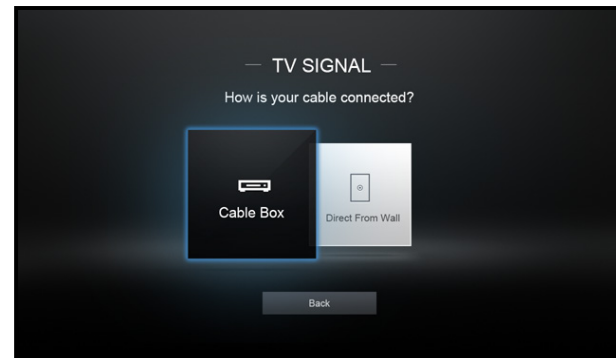 TV SIGNAL
How is your cable connected?
Cable Box
Direct From Wall
Back